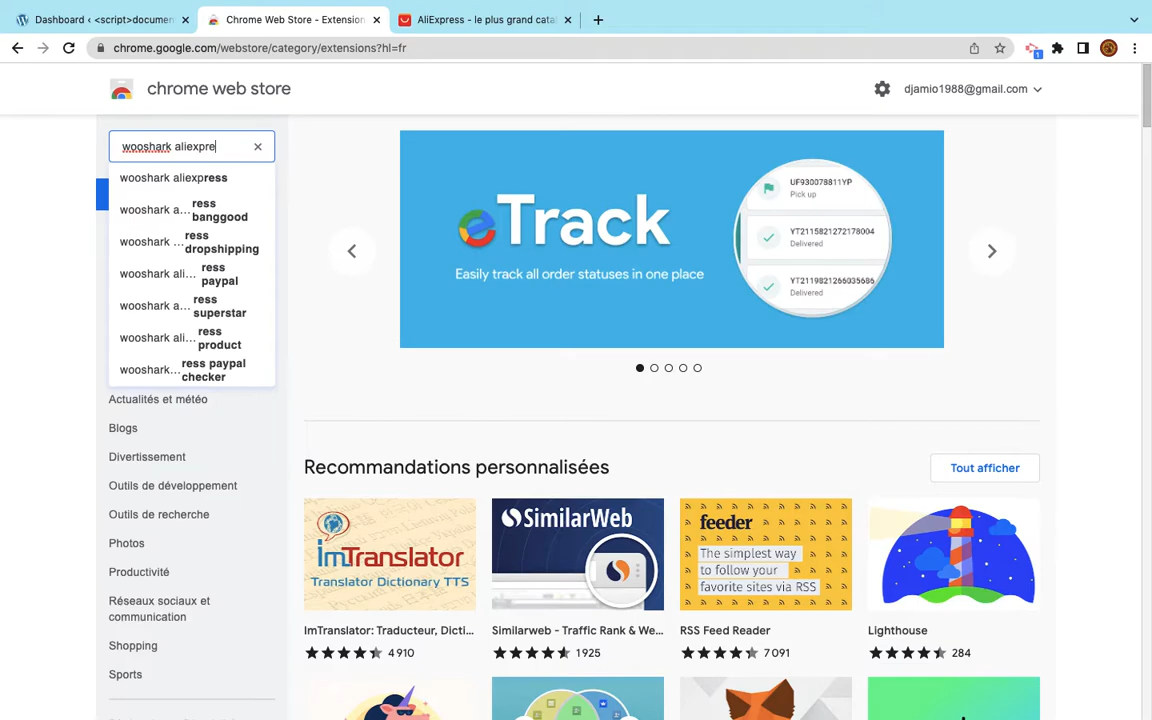 Dashboard ‹ <script>documen
Chrome Web Store - Extension
AliExpress - le plus grand cata
chrome.google.com/webstore/category/extensions?hl=fr
1
chrome web store
djamio1988@gmail.com
wooshark aliexpre
wooshark aliexpress
wooshark a... ress
banggood
wooshark ... ress
dropshipping
wooshark ali... ress
paypal
wooshark a... ress
superstar
wooshark ali... ress
product
wooshark... ress paypal
checker
Actualités et météo
Blogs
Divertissement
Outils de développement
Outils de recherche
Photos
Productivité
Réseaux sociaux et
communication
Shopping
Sports
eTrack
Easily track all order statuses in one place
UF930078811YP
Pick up
YT2115821272178004
Delivered
YT2119821266035686
Delivered
Recommandations personnalisées
Tout afficher
ImTranslator
Translator Dictionary TTS
SimilarWeb
feeder
The simplest way
to follow your
favorite sites via RSS
ImTranslator: Traducteur, Dicti...
Similarweb - Traffic Rank & We...
RSS Feed Reader
Lighthouse
4 910
1 925
7 091
284